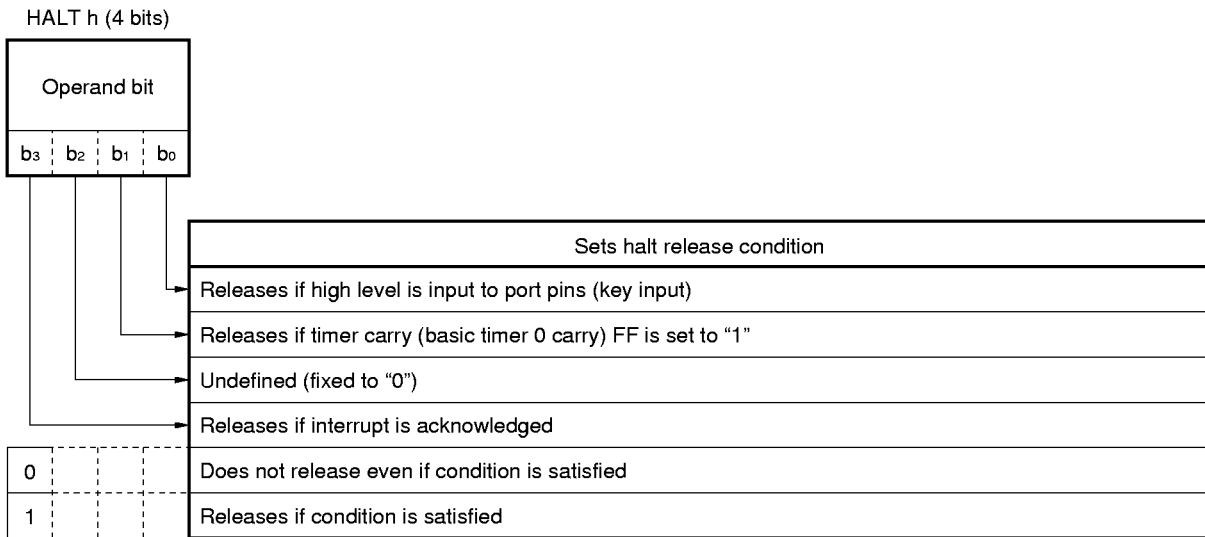 HALT h (4 bits)
Operand bit
b3 b2 b1 b0
Sets halt release condition
Releases if high level is input to port pins (key input)
Releases if timer carry (basic timer 0 carry) FF is set to “1”
Undefined (fixed to “0”)
Releases if interrupt is acknowledged
0 Does not release even if condition is satisfied
1 Releases if condition is satisfied